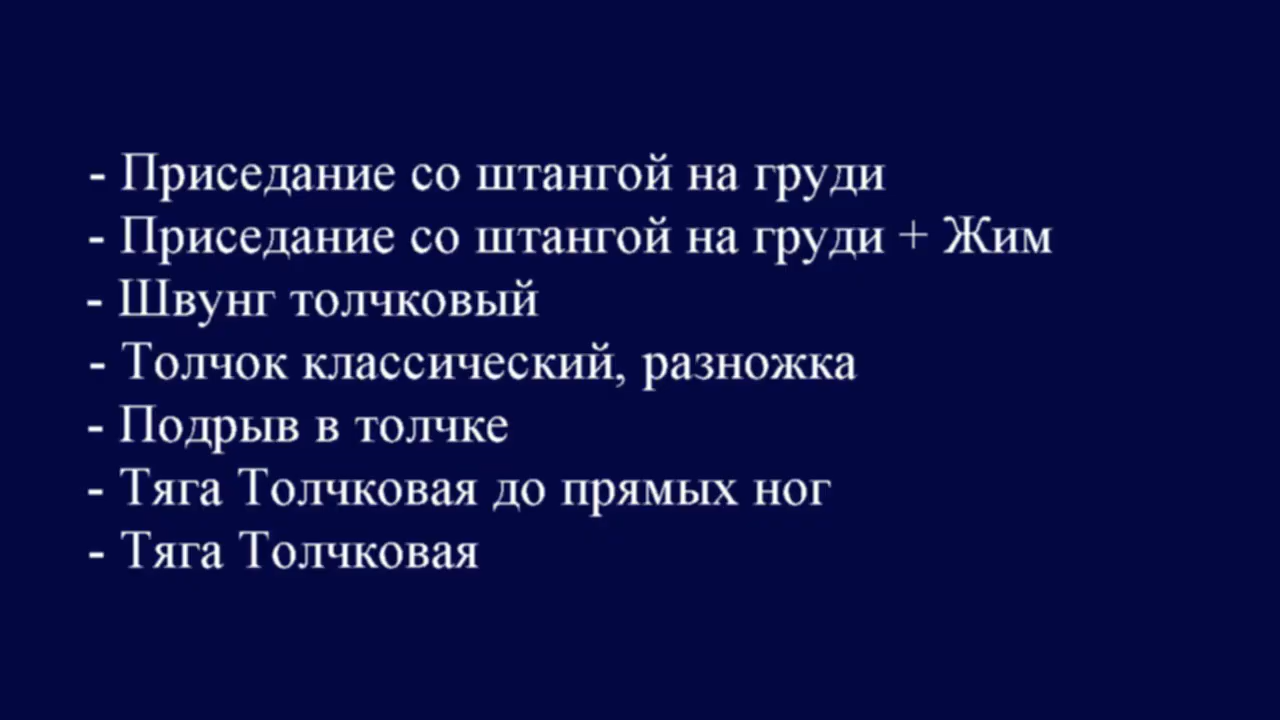 - Приседание со штангой на груди
- Приседание со штангой на груди + Жим
- Швунг толчковый
- Толчок классический, разножка
- Подрыв в толчке
- Тяга Толчковая до прямых ног
- Тяга Толчковая